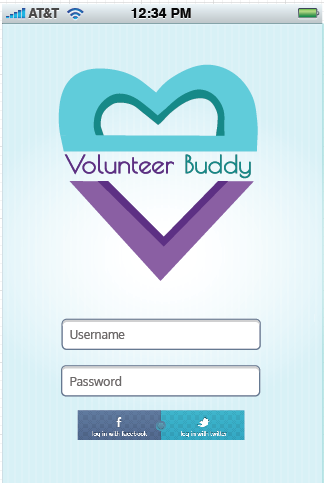 AT&T 12:34 PM
Volunteer Buddy
Username
Password
f
log in with facebook log in with twitter